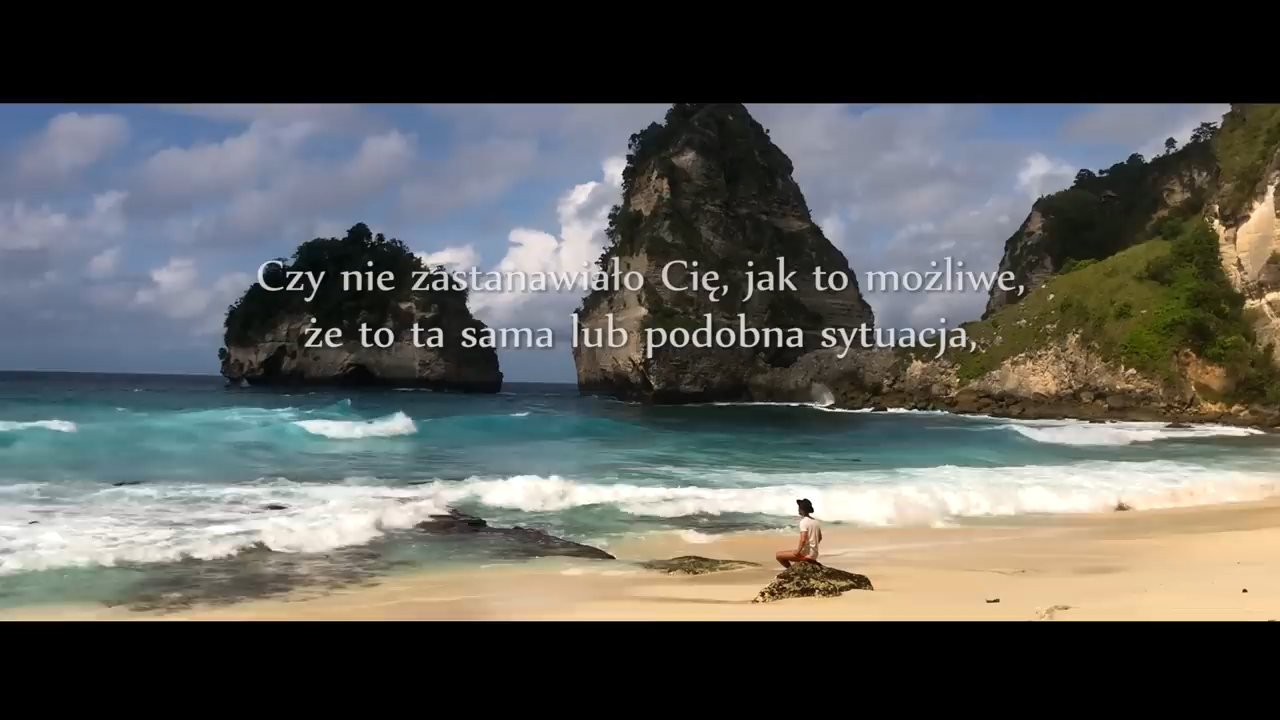 Czy nie zastanawiało Cię, jak to możliwe,
że to ta sama lub podobna sytuacja,